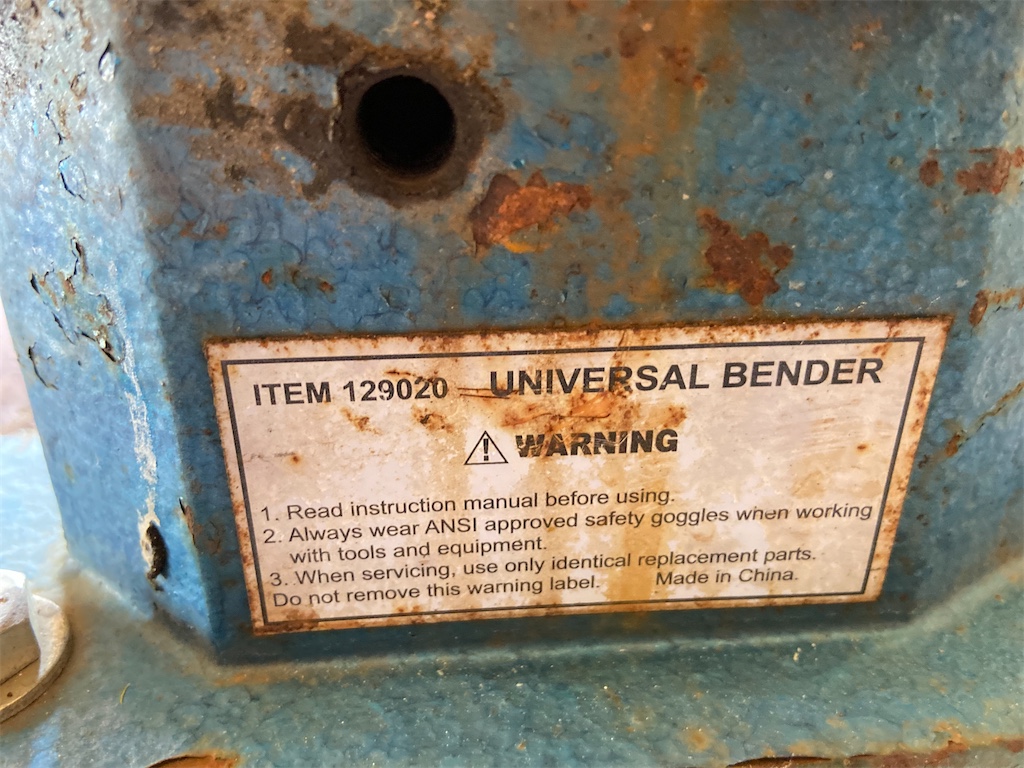 ITEM 129020 UNIVERSAL BENDER
WARNING
1. Read instruction manual before using.
2. Always wear ANSI approved safety goggles when working
with tools and equipment.
3. When servicing, use only identical replacement parts.
Do not remove this warning label. Made in China.